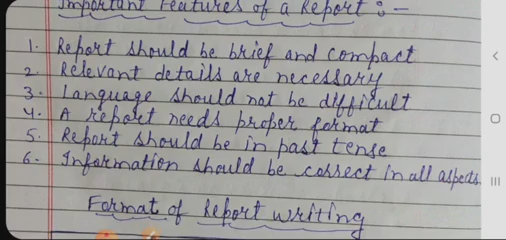 Important Features of a Report :-
1. Report should be brief and compact
2. Relevant details are necessary
3. Language should not be difficult
4. A report needs proper format
5. Report should be in past tense
6. Information should be correct in all aspects.
Format of Report writing